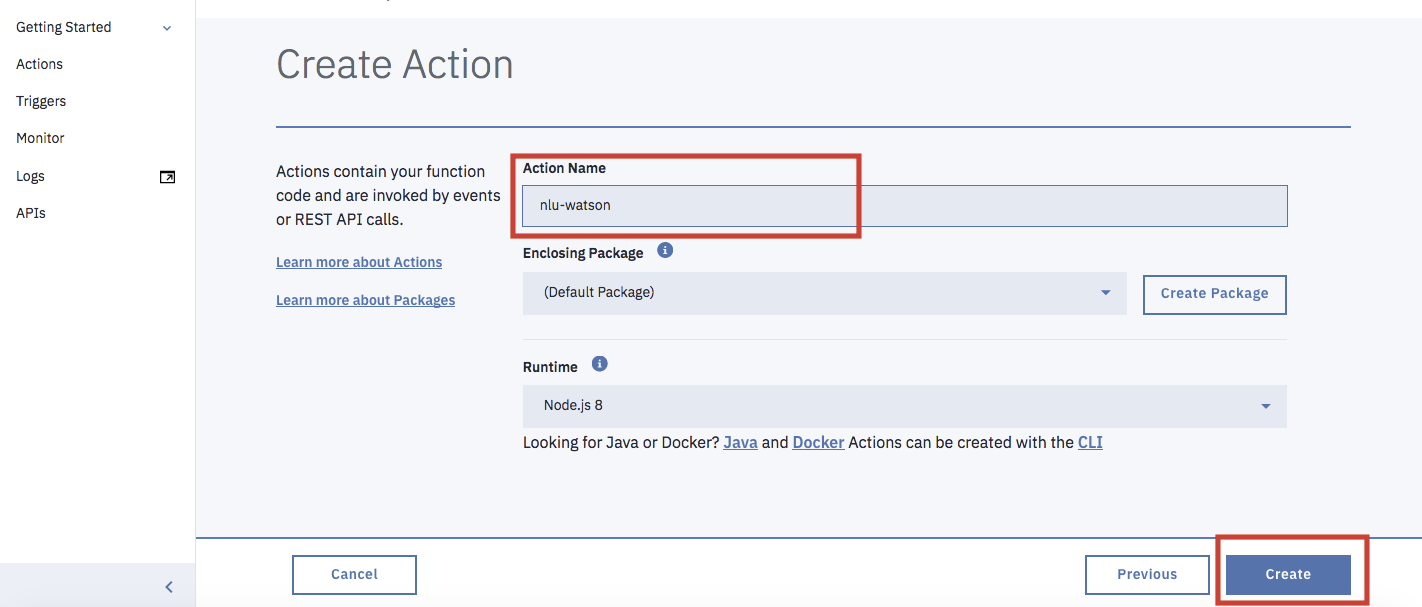 Getting Started
Actions
Triggers
Monitor
Logs
APIs
Create Action
Actions contain your function
code and are invoked by events
or REST API calls.
Learn more about Actions
Learn more about Packages
Action Name
nlu-watson
Enclosing Package
(Default Package)
Create Package
Runtime
Node.js 8
Looking for Java or Docker? Java and Docker Actions can be created with the CLI
Cancel
Previous
Create